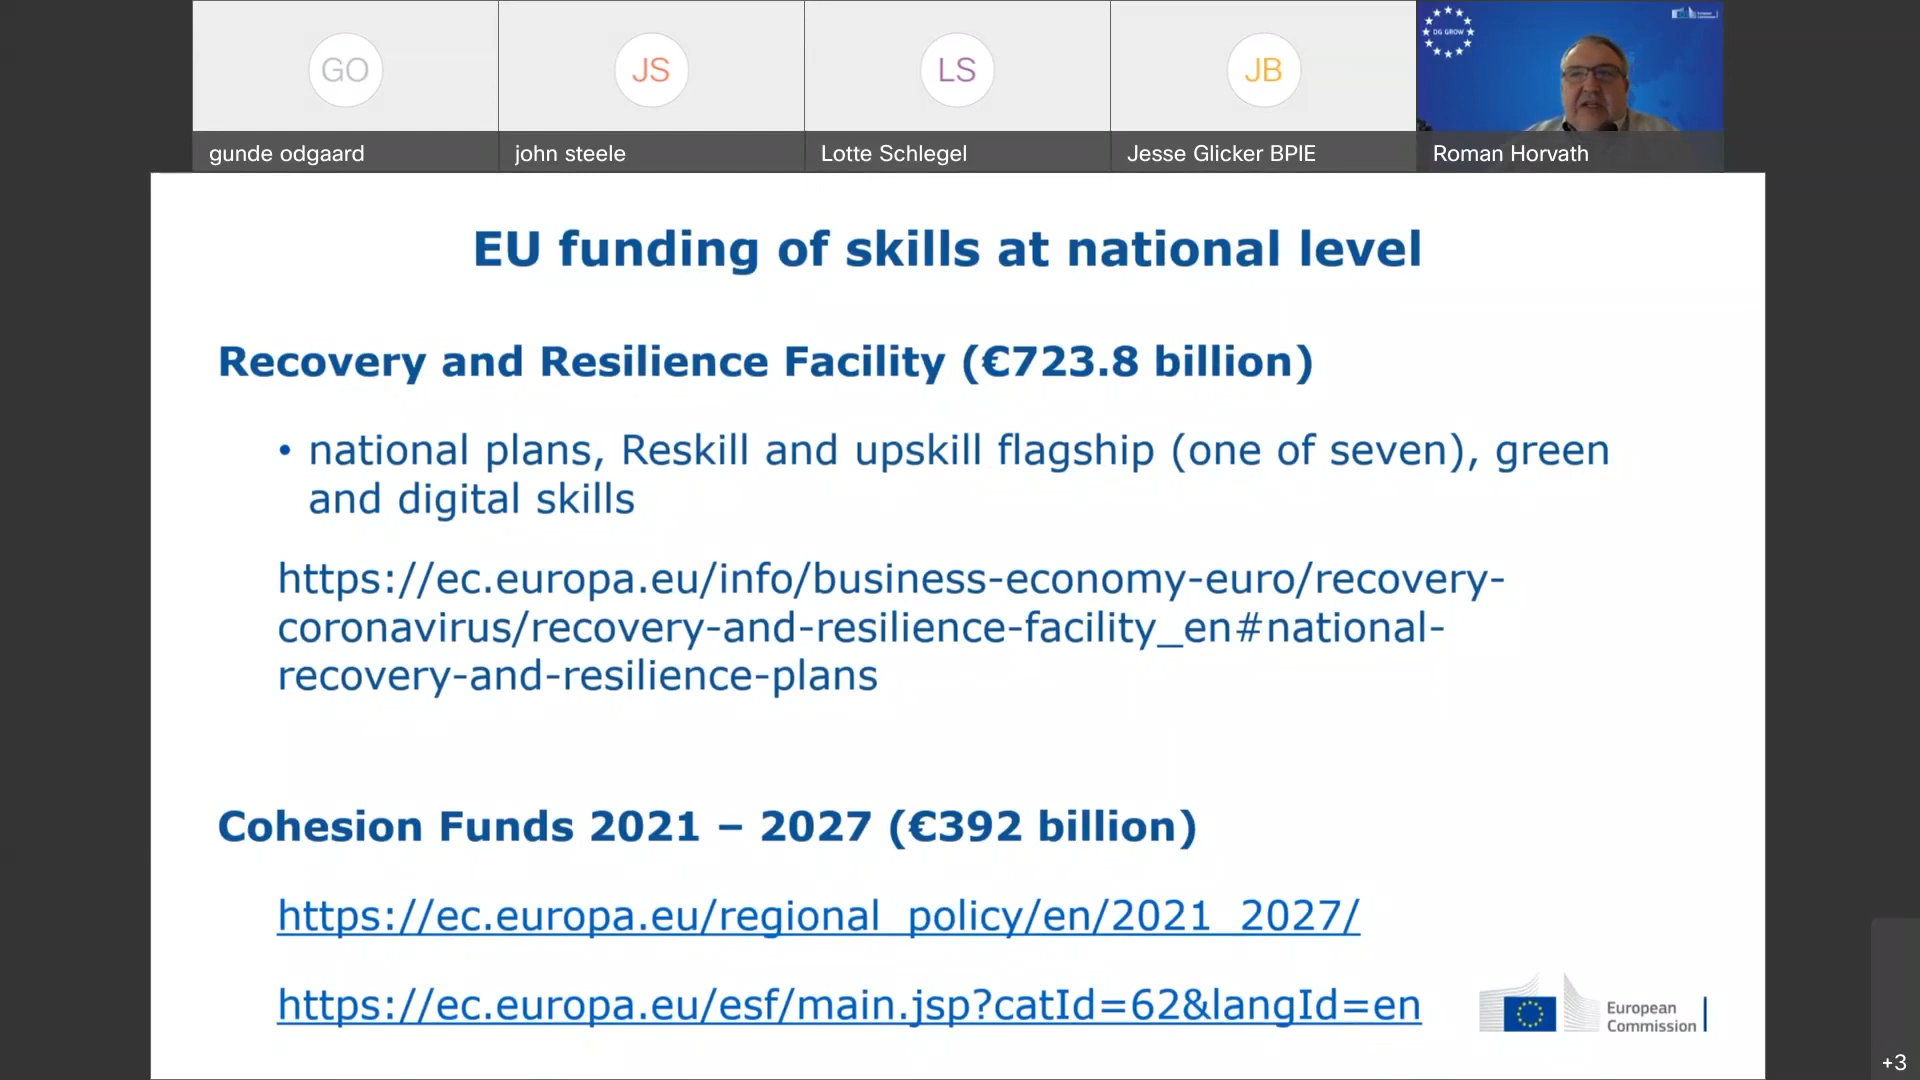 GO
JS
LS
JB
DG GROW
gunde odgaard
john steele
Lotte Schlegel
Jesse Glicker BPIE
Roman Horvath
EU funding of skills at national level
Recovery and Resilience Facility (€723.8 billion)
• national plans, Reskill and upskill flagship (one of seven), green
and digital skills
https://ec.europa.eu/info/business-economy-euro/recovery-
coronavirus/recovery-and-resilience-facility_en#national-
recovery-and-resilience-plans
Cohesion Funds 2021 – 2027 (€392 billion)
https://ec.europa.eu/regional_policy/en/2021_2027/
https://ec.europa.eu/esf/main.jsp?catId=62&langId=en
European
Commission
+3